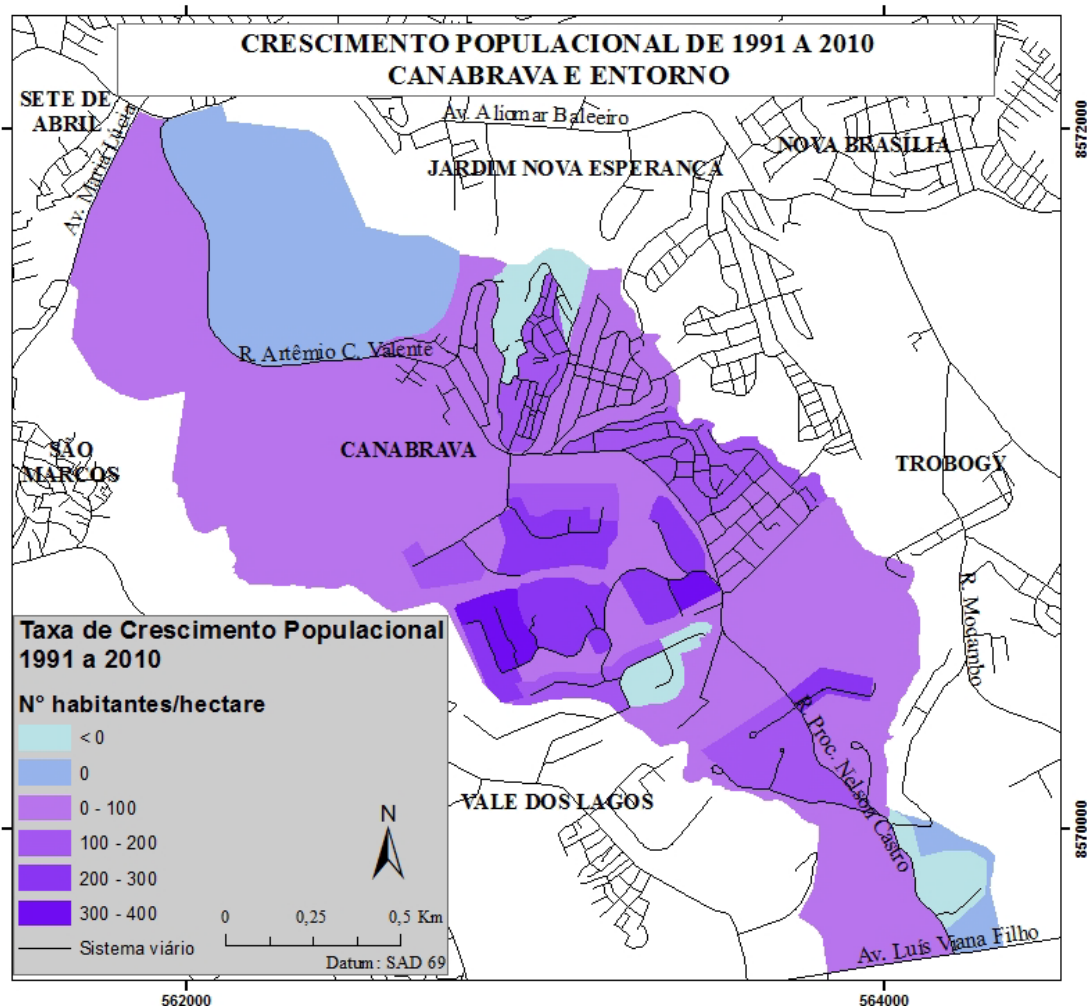 CRESCIMENTO POPULACIONAL DE 1991 A 2010
CANABRAVA E ENTORNO
SETE DE
ABRIL
Av. Maria Lúcia
Av. Aliomar Baleeiro
JARDIM NOVA ESPERANÇA
NOVA BRASÍLIA
8572000
R. Artêmio C. Valente
CANABRAVA
SÃO
MARCOS
TROBOGY
R. Mocambo
R. Proc. Nelson Castro
VALE DOS LAGOS
8570000
Av. Luís Viana Filho
Taxa de Crescimento Populacional
1991 a 2010
N° habitantes/hectare
< 0
0
0 - 100
100 - 200
200 - 300
300 - 400
Sistema viário
N
0 0,25 0,5 Km
Datum: SAD 69
562000
564000